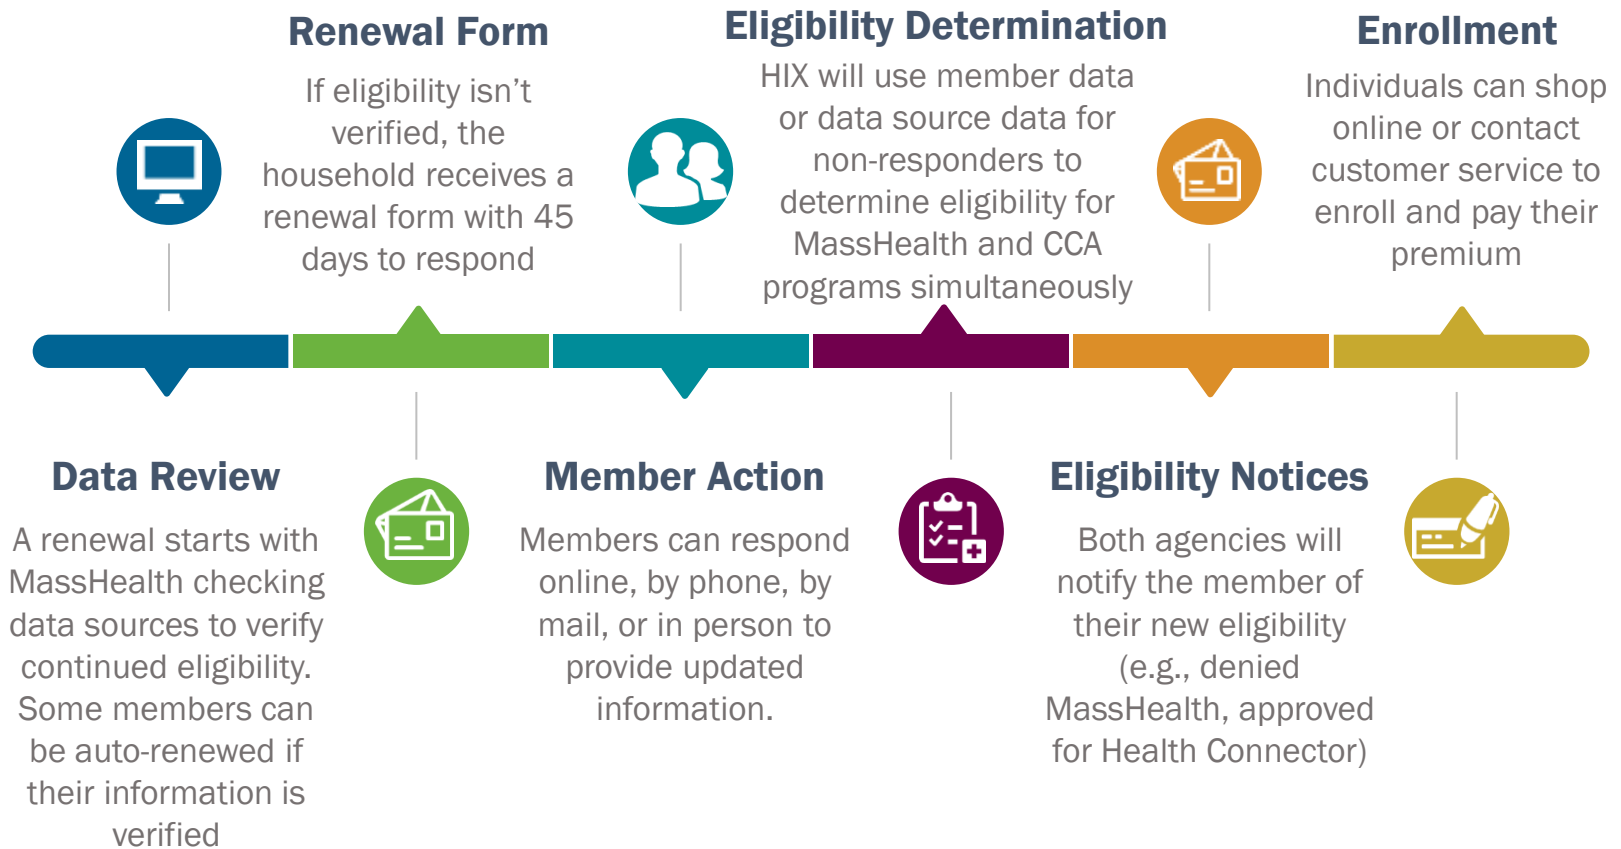 Renewal Form
If eligibility isn’t
verified, the
household receives a
renewal form with 45
days to respond
Eligibility Determination
HIX will use member data
or data source data for
non-responders to
determine eligibility for
MassHealth and CCA
programs simultaneously
Enrollment
Individuals can shop
online or contact
customer service to
enroll and pay their
premium
Data Review
A renewal starts with
MassHealth checking
data sources to verify
continued eligibility.
Some members can
be auto-renewed if
their information is
verified
Member Action
Members can respond
online, by phone, by
mail, or in person to
provide updated
information.
Eligibility Notices
Both agencies will
notify the member of
their new eligibility
(e.g., denied
MassHealth, approved
for Health Connector)